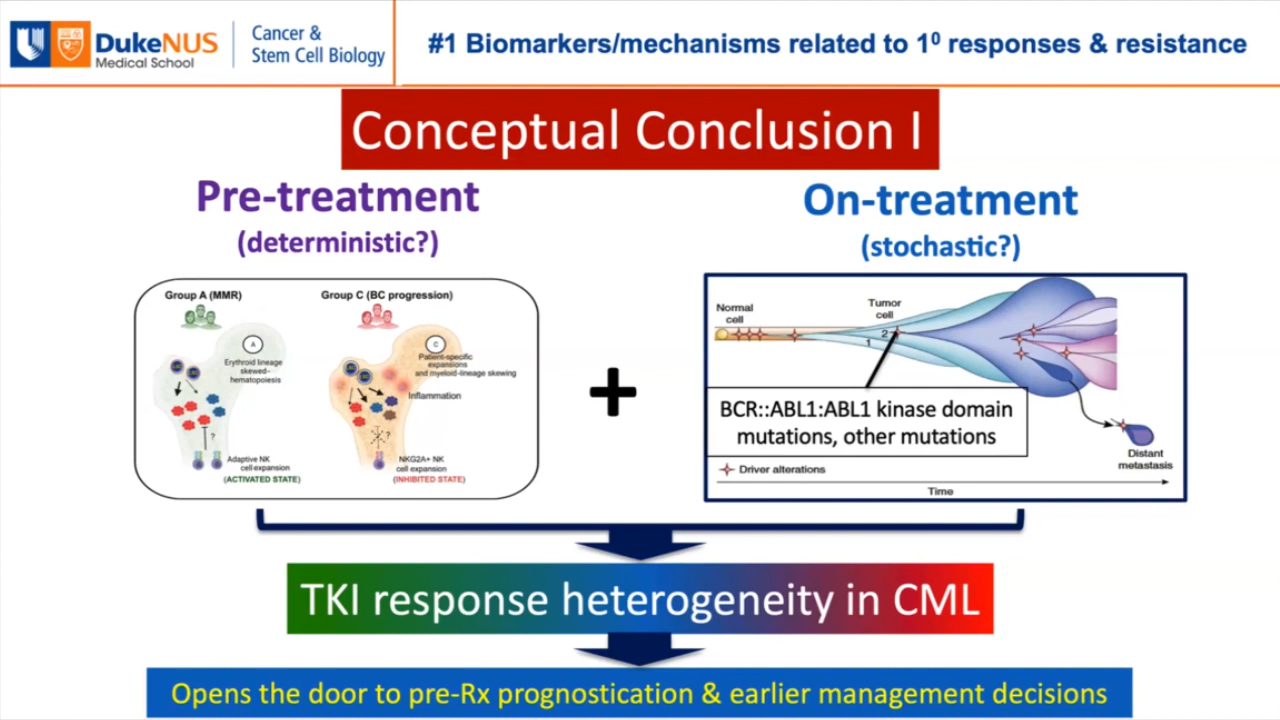 DukeNUS
Medical School
Cancer &
Stem Cell Biology
#1 Biomarkers/mechanisms related to 1⁰ responses & resistance
Conceptual Conclusion I
Pre-treatment
(deterministic?)
On-treatment
(stochastic?)
Group A (MMR)
Group C (BC progression)
A
Erythroid lineage
skewed–
hematopoiesis
C
Patient-specific
expansions
and myeloid-lineage skewing
Inflammation
?
?
Adaptive NK
cell-expansion
(ACTIVATED STATE)
NKG2A+ NK
cell expansion
(INHIBITED STATE)
+
Normal
cell
Tumor
cell
2
1
BCR::ABL1:ABL1 kinase domain
mutations, other mutations
Driver alterations
Distant
metastasis
Time
TKI response heterogeneity in CML
Opens the door to pre-Rx prognostication & earlier management decisions